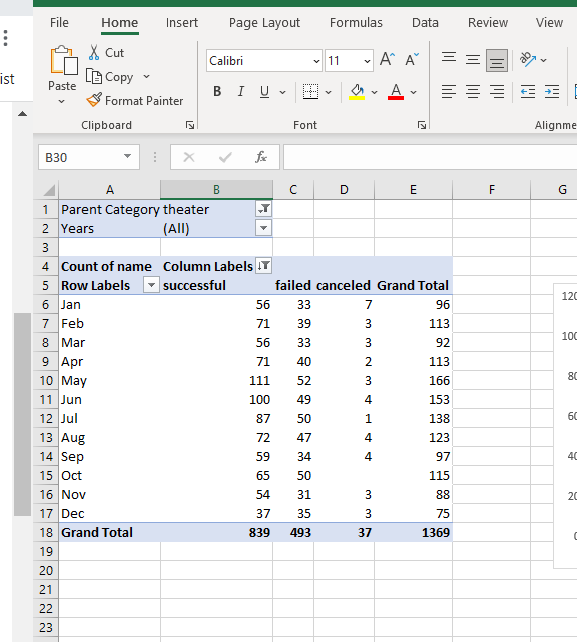 File Home Insert Page Layout Formulas Data Review View
ist
Paste
Cut
Copy
Format Painter
Clipboard
Calibri 11 A A
B I U A
Font
Alignme
B30 fx
A B C D E F G
1 Parent Category theater
2 Years (All)
3
4 Count of name Column Labels
5 Row Labels successful failed canceled Grand Total
6 Jan 56 33 7 96
7 Feb 71 39 3 113
8 Mar 56 33 3 92
9 Apr 71 40 2 113
10 May 111 52 3 166
11 Jun 100 49 4 153
12 Jul 87 50 1 138
13 Aug 72 47 4 123
14 Sep 59 34 4 97
15 Oct 65 50 115
16 Nov 54 31 3 88
17 Dec 37 35 3 75
18 Grand Total 839 493 37 1369
19
20
21
22
23
120
100
80
60
40
20
0